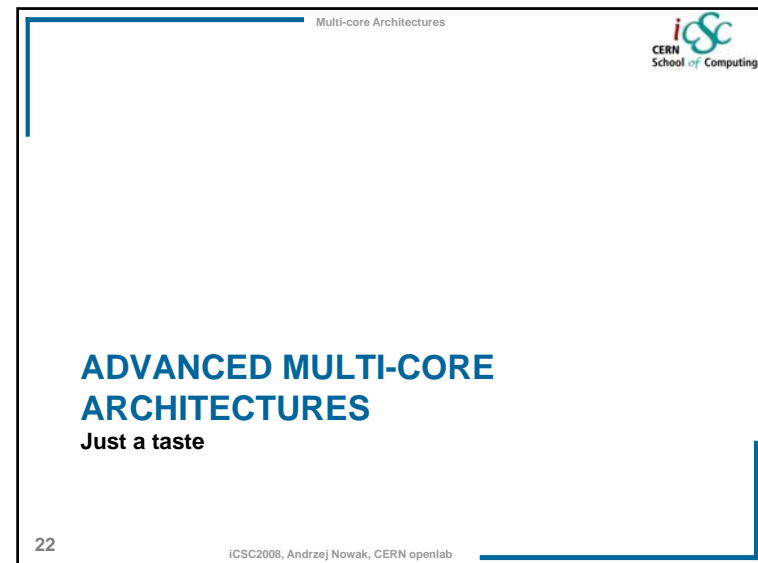 Multi-core Architectures
iCSC
CERN
School of Computing
ADVANCED MULTI-CORE
ARCHITECTURES
Just a taste
22
iCSC2008, Andrzej Nowak, CERN openlab